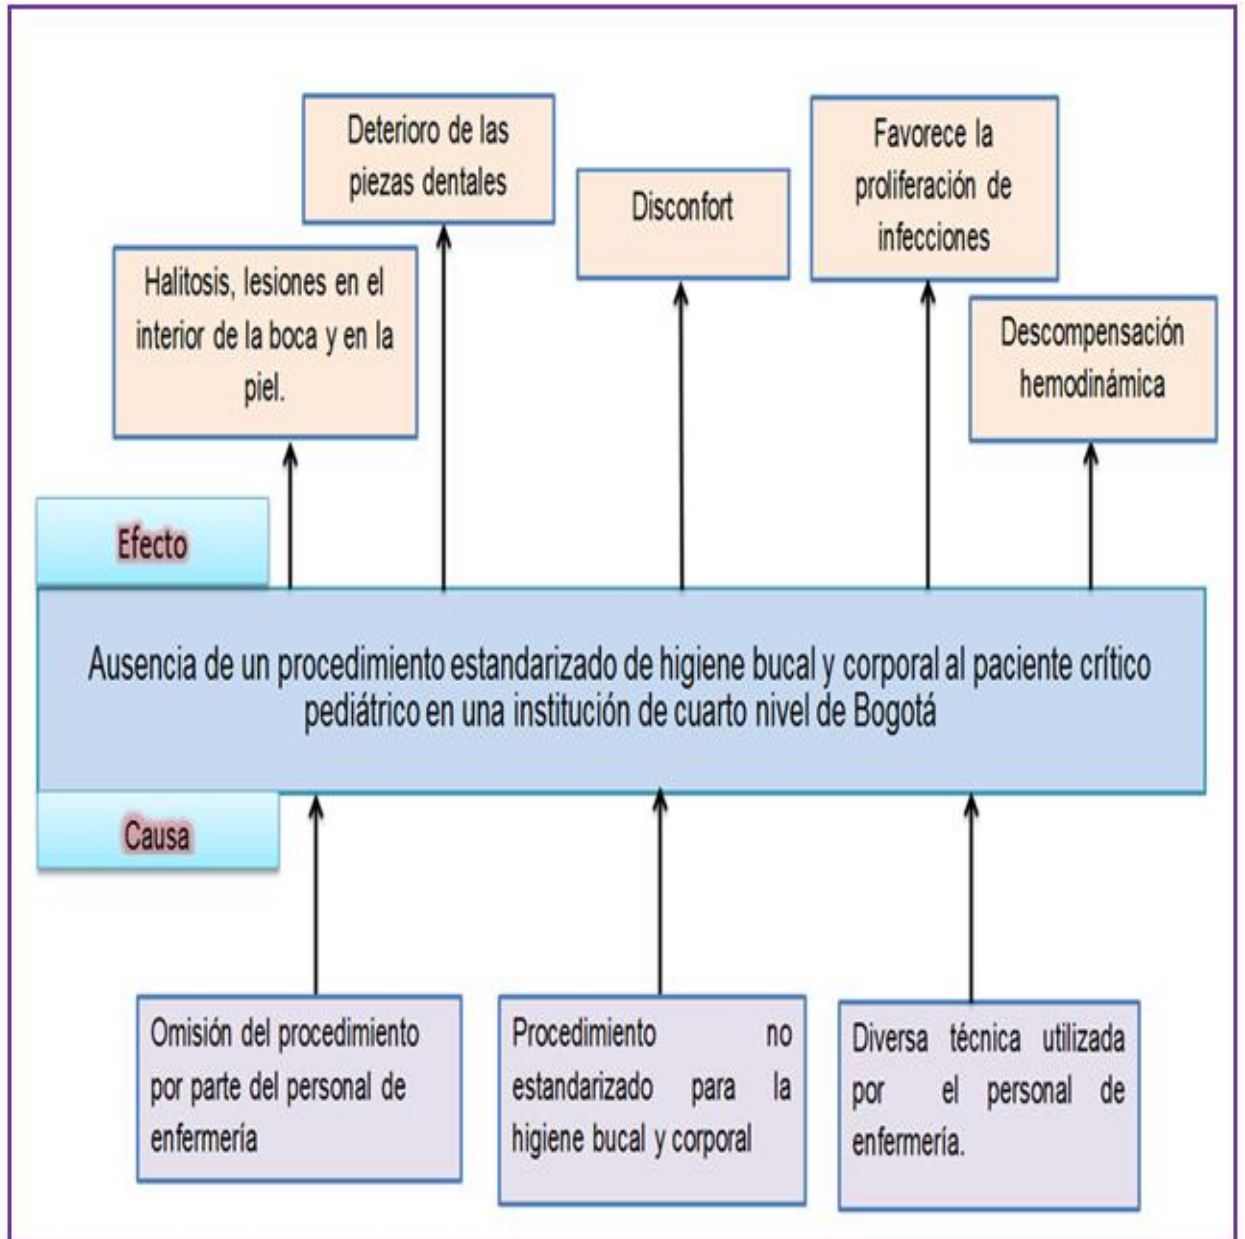 Deterioro de las
piezas dentales
Favorece la
proliferación de
infecciones
Disconfort
Halitosis, lesiones en el
interior de la boca y en la
piel.
Descompensación
hemodinámica
Efecto
Ausencia de un procedimiento estandarizado de higiene bucal y corporal al paciente crítico
pediátrico en una institución de cuarto nivel de Bogotá
Causa
Omisión del procedimiento
por parte del personal de
enfermería
Procedimiento no
estandarizado para la
higiene bucal y corporal
Diversa técnica utilizada
por el personal de
enfermería.